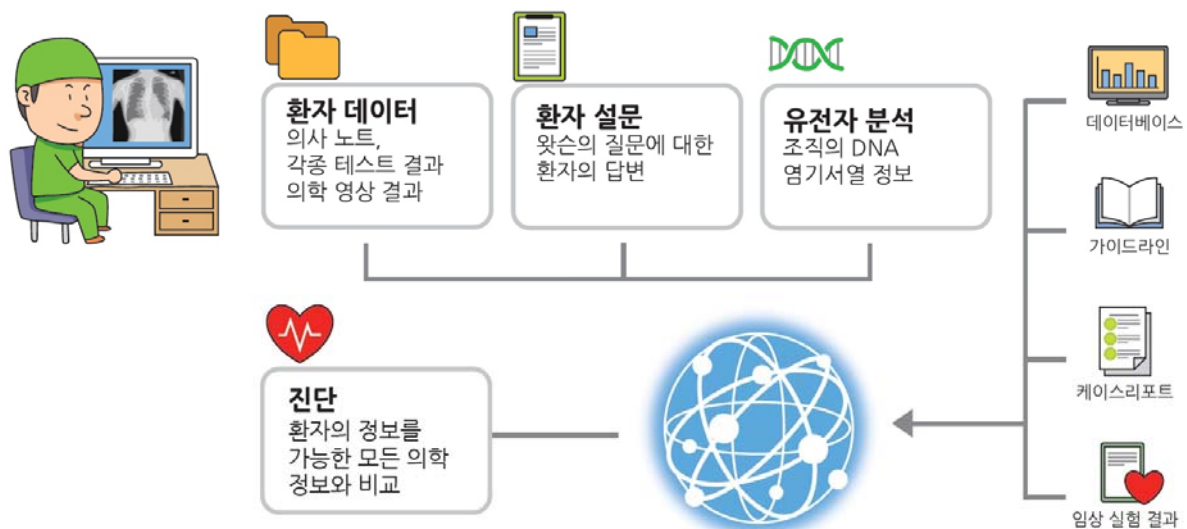 환자 데이터
의사 노트,
각종 테스트 결과
의학 영상 결과
환자 설문
왓슨의 질문에 대한
환자의 답변
유전자 분석
조직의 DNA
염기서열 정보
데이터베이스
가이드라인
케이스리포트
임상 실험 결과
진단
환자의 정보를
가능한 모든 의학
정보와 비교